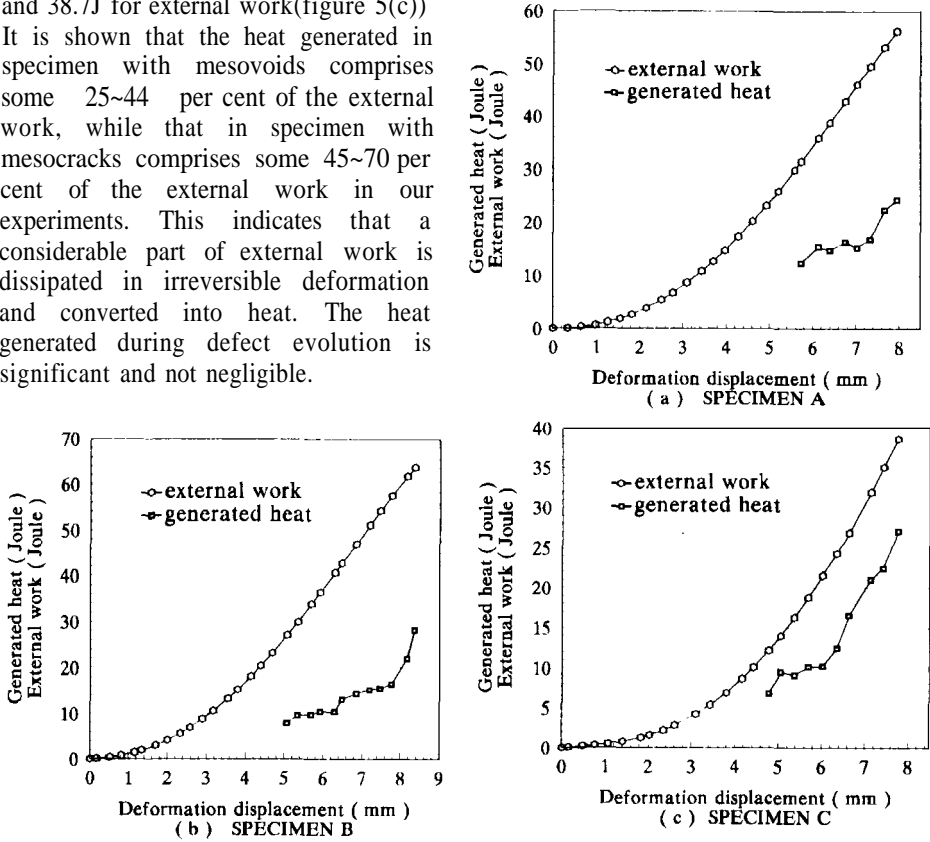 and 38.7J for external work(figure 5(c))
It is shown that the heat generated in
specimen with mesovoids comprises
some 25~44 per cent of the external
work, while that in specimen with
mesocracks comprises some 45~70 per
cent of the external work in our
experiments. This indicates that a
considerable part of external work is
dissipated in irreversible deformation
and converted into heat. The heat
generated during defect evolution is
significant and not negligible.
Generated heat ( Joule )
External work ( Joule )
60
50
40
30
20
10
0
external work
generated heat
0 1 2 3 4 5 6 7 8
Deformation displacement ( mm )
( a ) SPECIMEN A
Generated heat ( Joule )
External work ( Joule )
70
60
50
40
30
20
10
0
external work
generated heat
0 1 2 3 4 5 6 7 8 9
Deformation displacement ( mm )
( b ) SPECIMEN B
Generated heat ( Joule )
External work ( Joule )
40
35
30
25
20
15
10
5
0
external work
generated heat
0 1 2 3 4 5 6 7 8
Deformation displacement ( mm )
( c ) SPECIMEN C